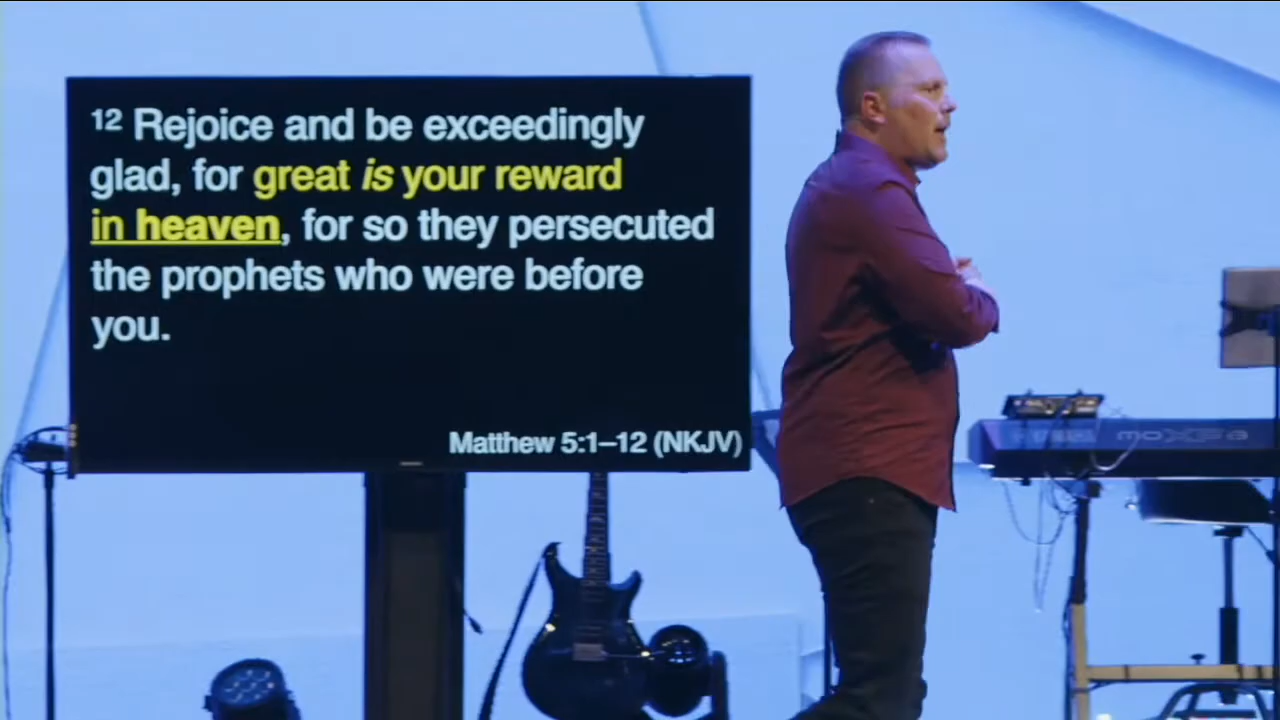 12 Rejoice and be exceedingly
glad, for great is your reward
in heaven, for so they persecuted
the prophets who were before
you.
Matthew 5:1–12 (NKJV)